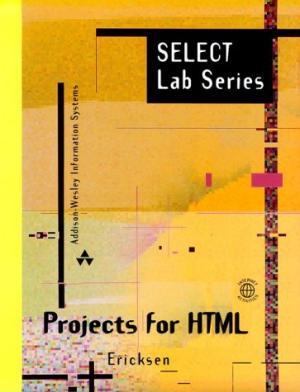 SELECT
Lab Series
Addison-Wesley Information Systems
Projects for HTML
Ericksen